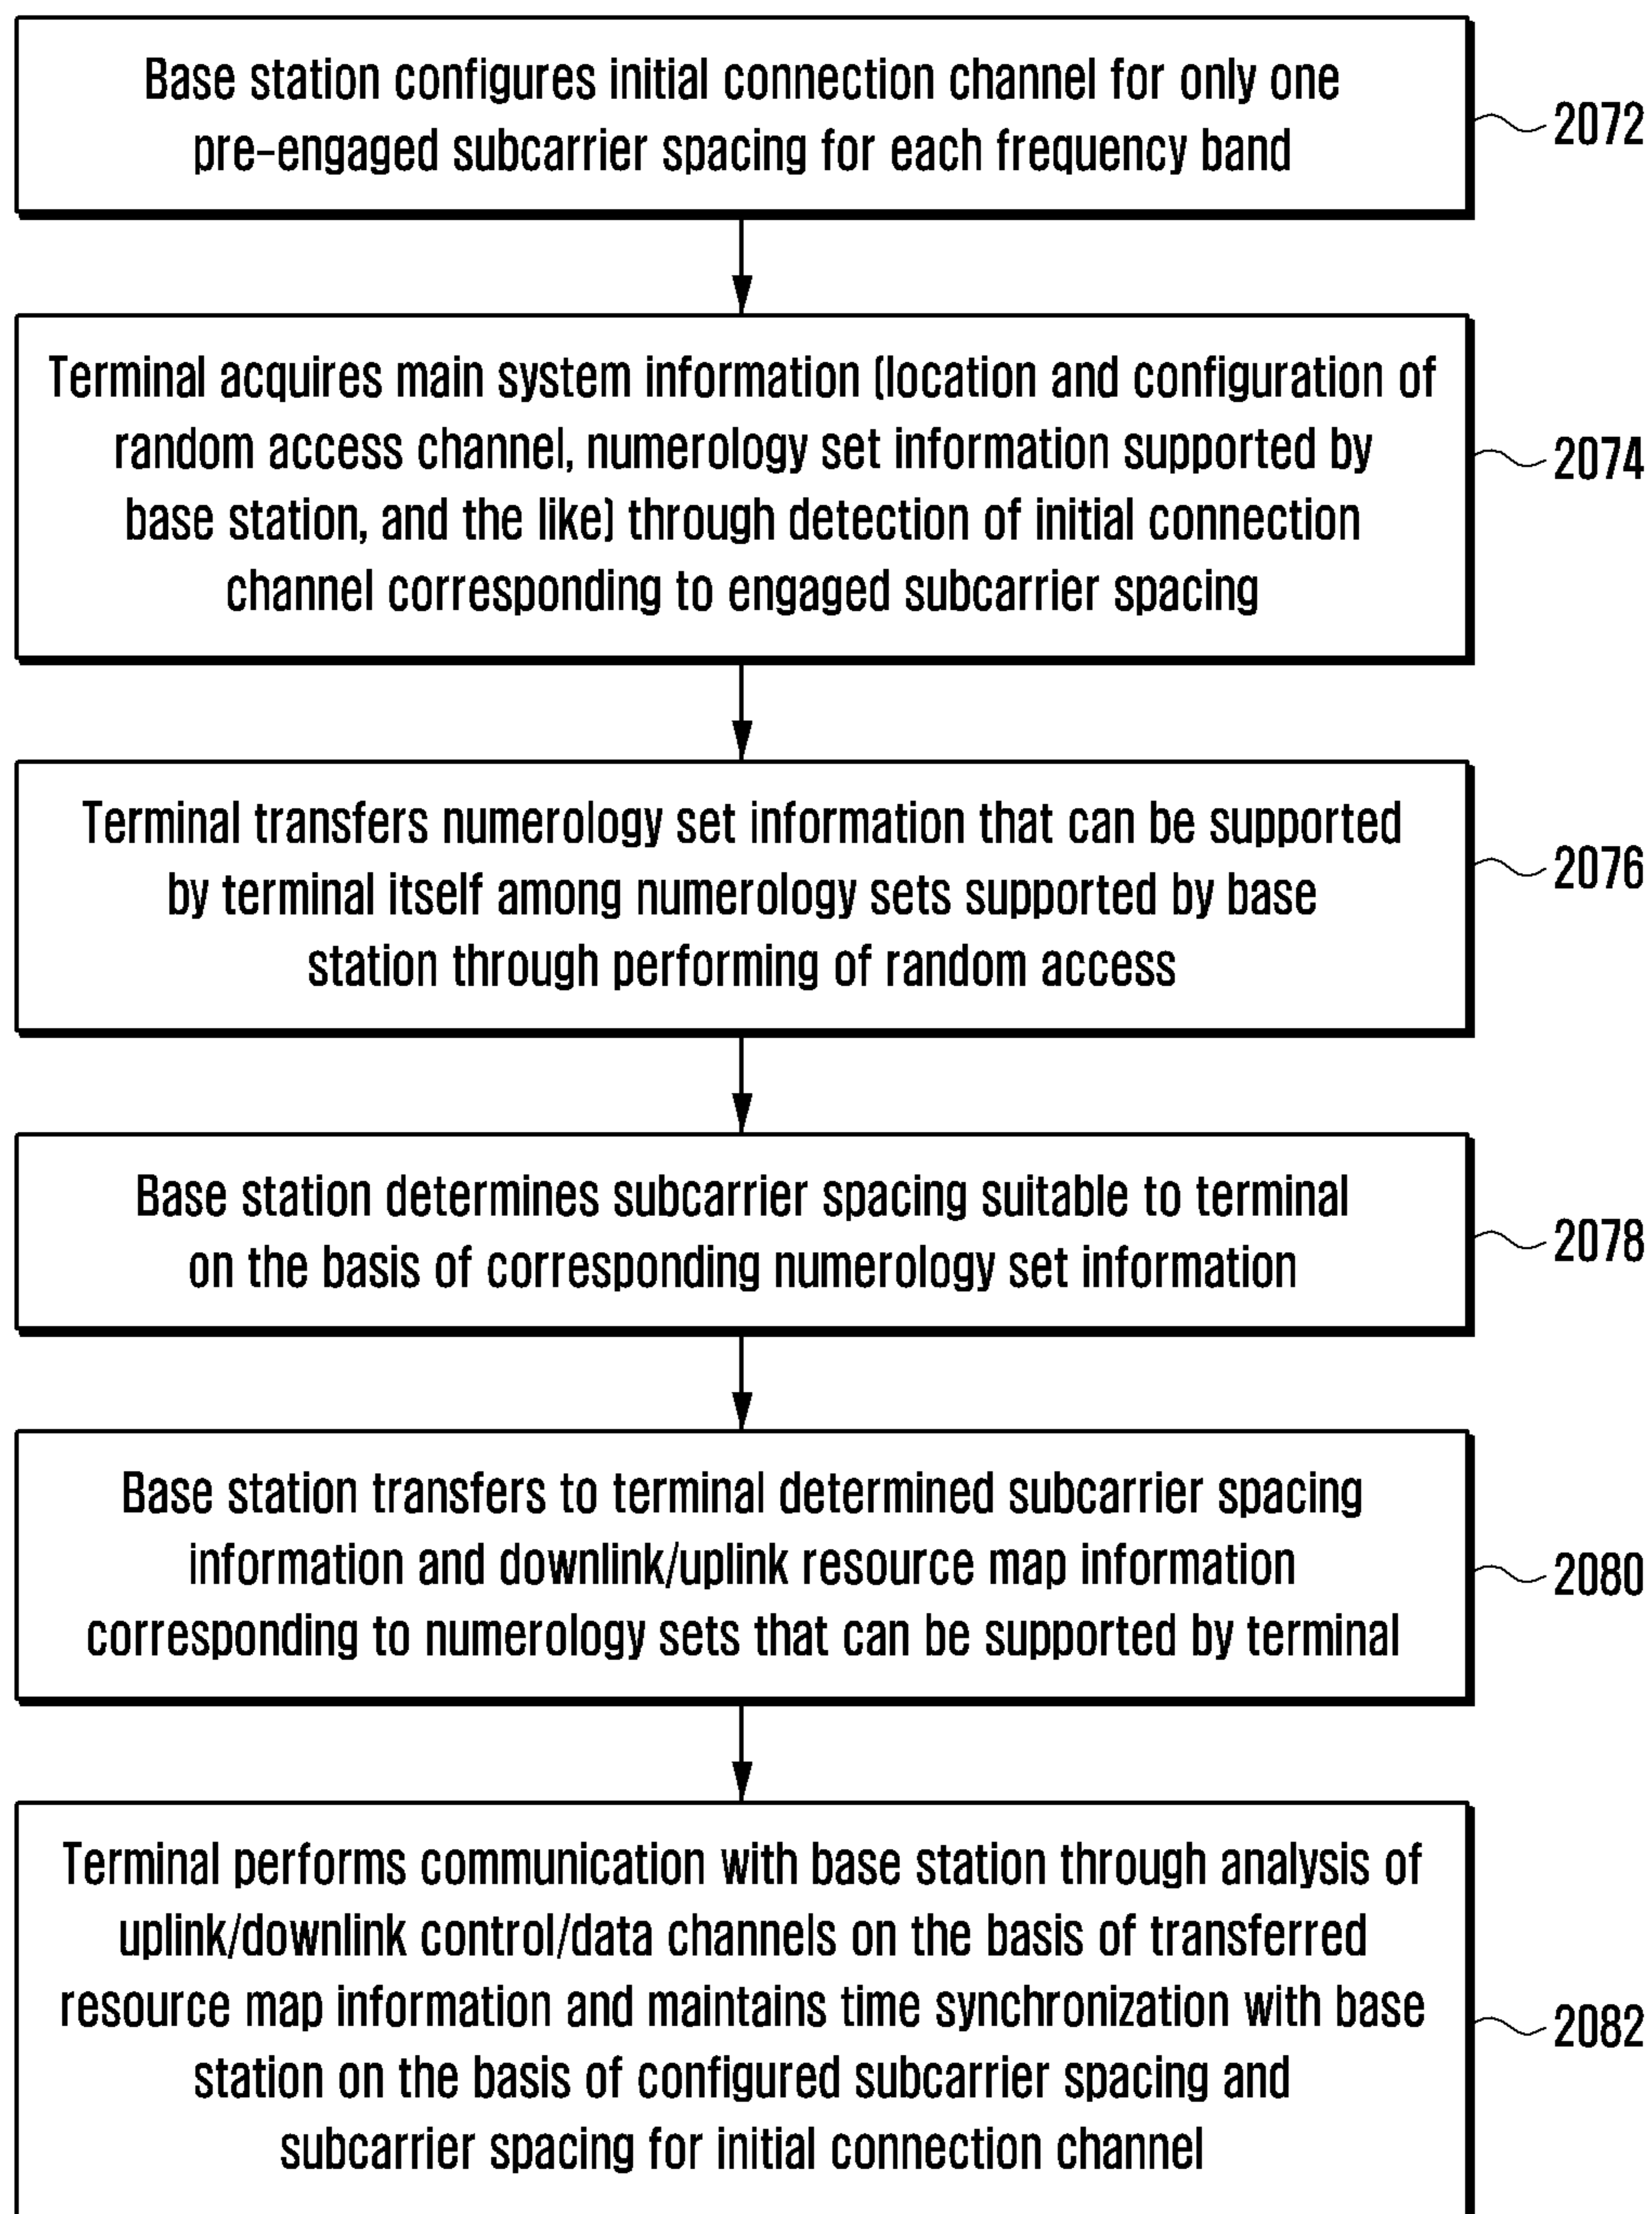 Base station configures initial connection channel for only one
pre-engaged subcarrier spacing for each frequency band
2072
Terminal acquires main system information (location and configuration of
random access channel, numerology set information supported by
base station, and the like) through detection of initial connection
channel corresponding to engaged subcarrier spacing
2074
Terminal transfers numerology set information that can be supported
by terminal itself among numerology sets supported by base
station through performing of random access
2076
Base station determines subcarrier spacing suitable to terminal
on the basis of corresponding numerology set information
2078
Base station transfers to terminal determined subcarrier spacing
information and downlink/uplink resource map information
corresponding to numerology sets that can be supported by terminal
2080
Terminal performs communication with base station through analysis of
uplink/downlink control/data channels on the basis of transferred
resource map information and maintains time synchronization with base
station on the basis of configured subcarrier spacing and
subcarrier spacing for initial connection channel
2082